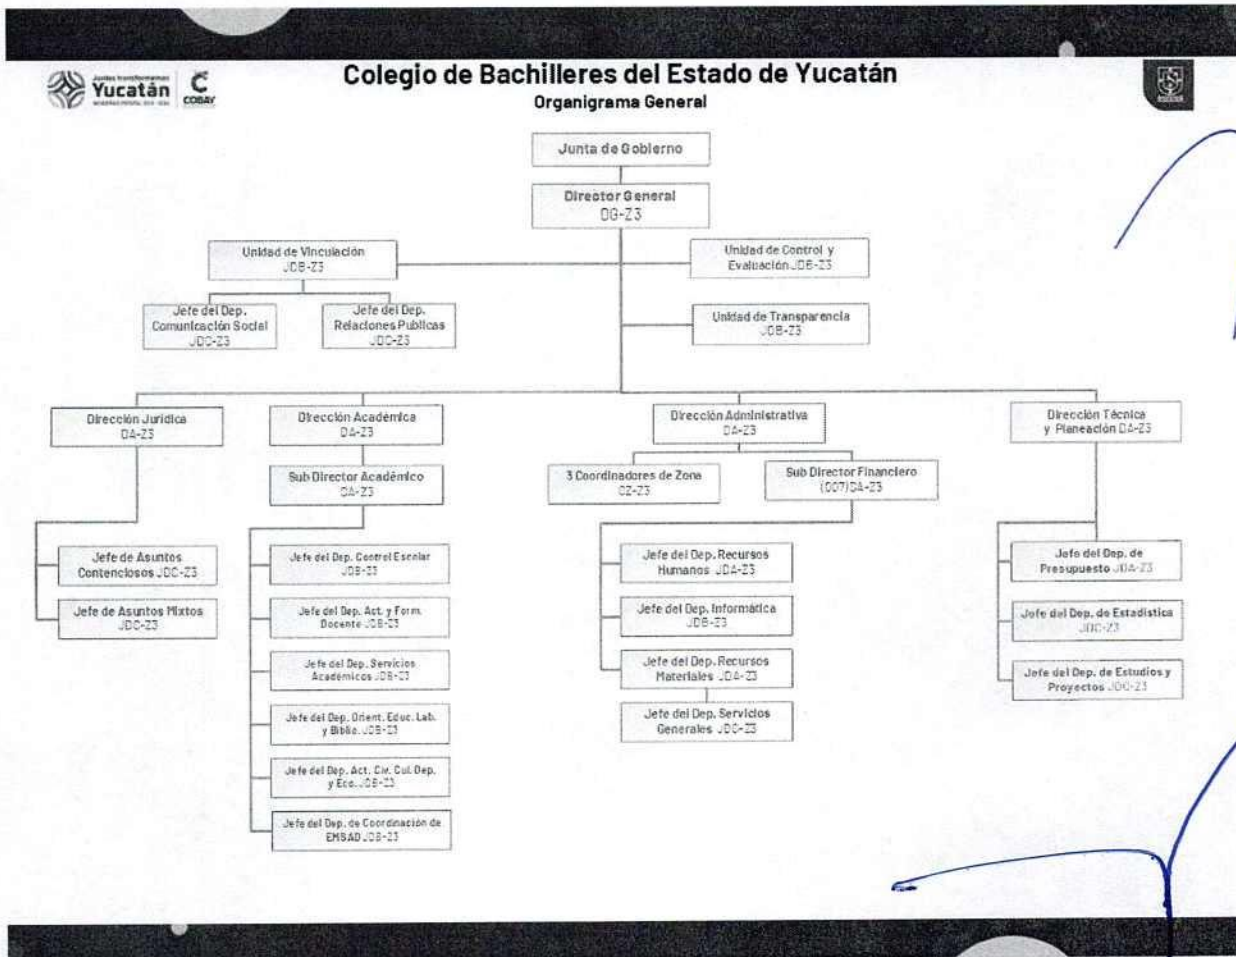 Juntos transformemos
Yucatán
C
COBAY
Colegio de Bachilleres del Estado de Yucatán
Organigrama General
Junta de Gobierno
Director General
DG-Z3
Unidad de Vinculación
JDB-Z3
Unidad de Control y
Evaluación JDB-Z3
Jefe del Dep.
Comunicación Social
JDC-Z3
Jefe del Dep.
Relaciones Publicas
JDC-Z3
Unidad de Transparencia
JDB-Z3
Dirección Jurídica
DA-Z3
Dirección Académica
DA-Z3
Dirección Administrativa
DA-Z3
Dirección Técnica
y Planeación DA-Z3
Sub Director Académico
DA-Z3
3 Coordinadores de Zona
CZ-Z3
Sub Director Financiero
(007)DA-Z3
Jefe de Asuntos
Contenciosos JDC-Z3
Jefe de Asuntos Mixtos
JDC-Z3
Jefe del Dep. Control Escolar
JDB-Z3
Jefe del Dep. Act. y Form.
Docente JDB-Z3
Jefe del Dep. Servicios
Académicos JDB-Z3
Jefe del Dep. Orient. Educ. Lab.
y Biblio. JDB-Z3
Jefe del Dep. Act. Civ. Cul. Dep.
y Eco. JDB-Z3
Jefe del Dep. de Coordinación de
EMSAD JDB-Z3
Jefe del Dep. Recursos
Humanos JDA-Z3
Jefe del Dep. Informática
JDB-Z3
Jefe del Dep. Recursos
Materiales JDA-Z3
Jefe del Dep. Servicios
Generales JDC-Z3
Jefe del Dep. de
Presupuesto JDA-Z3
Jefe del Dep. de Estadística
JDC-Z3
Jefe del Dep. de Estudios y
Proyectos JDC-Z3